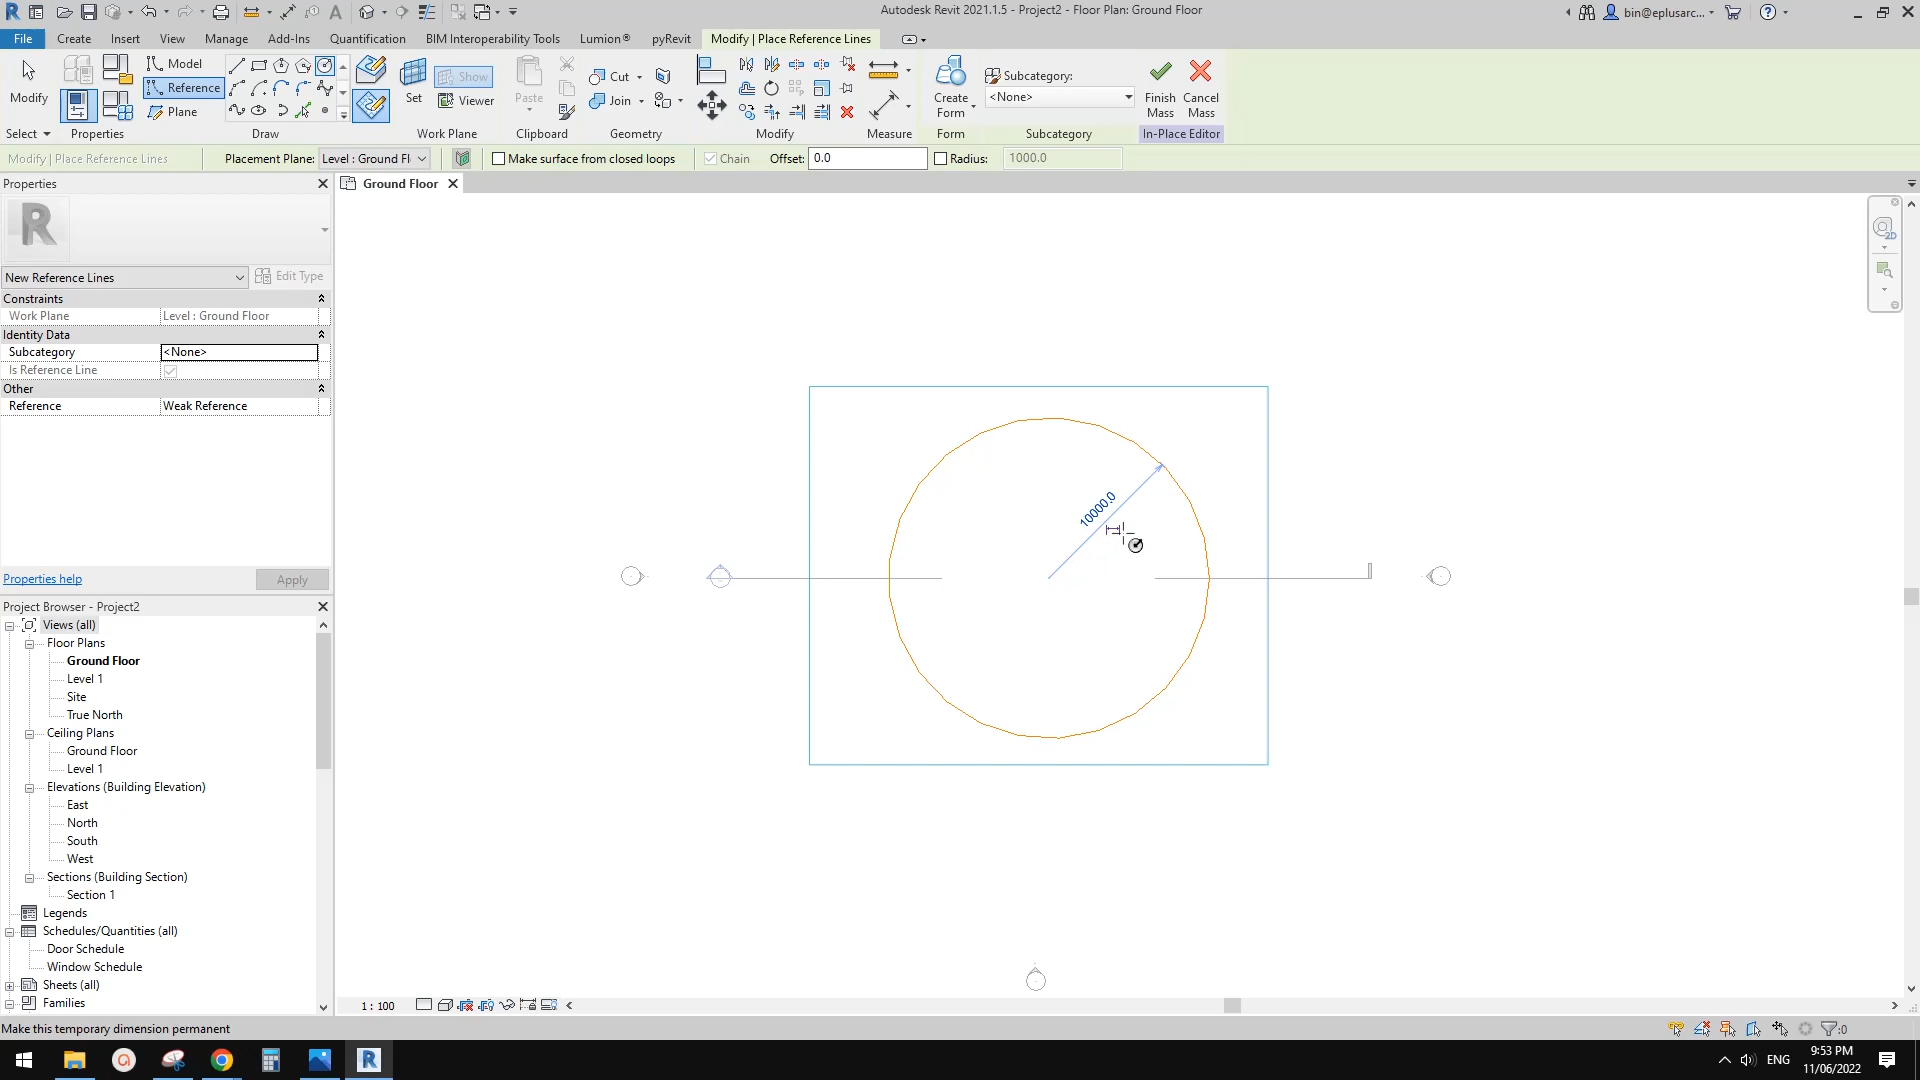 Autodesk Revit 2021.1.5 - Project2 - Floor Plan: Ground Floor
bin@eplusarc...
File Create Insert View Manage Add-Ins Quantification BIM Interoperability Tools Lumion® pyRevit Modify | Place Reference Lines
Model Show Cut Subcategory:
Reference Viewer Join <None>
Plane
Modify Set Paste Create Form Finish Mass Cancel Mass
Select Properties Draw Work Plane Clipboard Geometry Modify Measure Form Subcategory In-Place Editor
Modify | Place Reference Lines Placement Plane: Level : Ground Fl Make surface from closed loops Chain Offset: 0.0 Radius: 1000.0
Properties
Ground Floor
2D
R
New Reference Lines Edit Type
Constraints
Work Plane Level : Ground Floor
Identity Data
Subcategory <None>
Is Reference Line
Other
Reference Weak Reference
10000.0
Properties help Apply
Project Browser - Project2
Views (all)
Floor Plans
Ground Floor
Level 1
Site
True North
Ceiling Plans
Ground Floor
Level 1
Elevations (Building Elevation)
East
North
South
West
Sections (Building Section)
Section 1
Legends
Schedules/Quantities (all)
Door Schedule
Window Schedule
Sheets (all)
Families
1 : 100
Make this temporary dimension permanent
:0
ENG
9:53 PM
11/06/2022